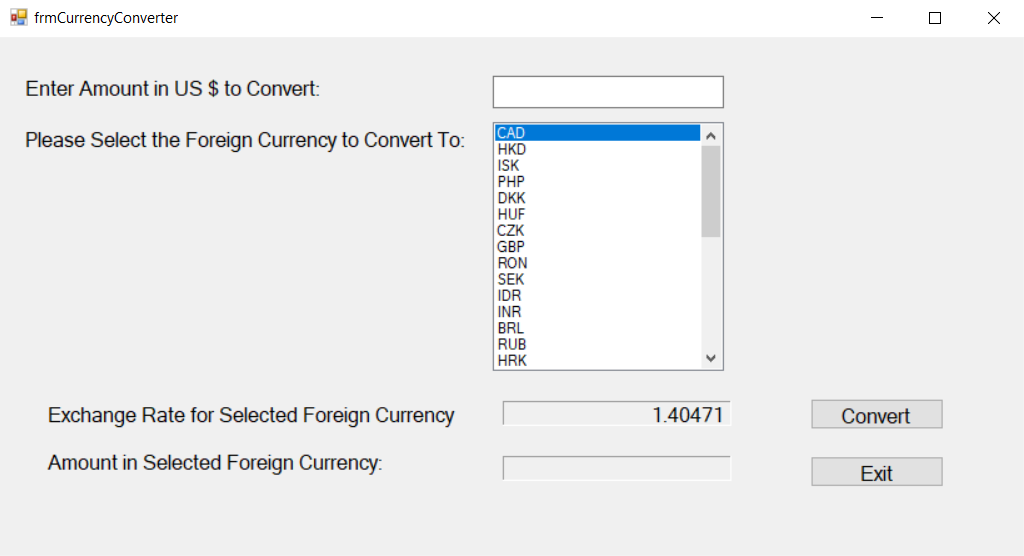 frmCurrencyConverter
Enter Amount in US $ to Convert:
Please Select the Foreign Currency to Convert To:
CAD
HKD
ISK
PHP
DKK
HUF
CZK
GBP
RON
SEK
IDR
INR
BRL
RUB
HRK
Exchange Rate for Selected Foreign Currency
1.40471
Convert
Amount in Selected Foreign Currency:
Exit